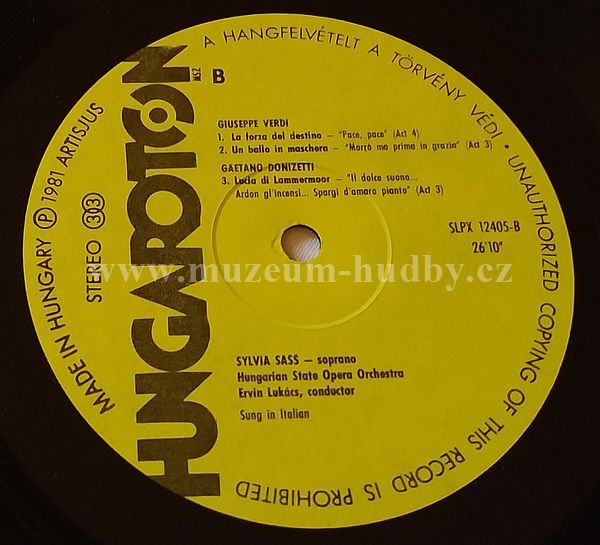 A HANGFELVÉTELT A TÖRVÉNY VÉDI • UNAUTHORIZED COPYING OF THIS RECORD IS PROHIBITED
MADE IN HUNGARY Ⓟ 1981 ARTISJUS
STEREO 303
HUNGAROTON
MSZ
B
GIUSEPPE VERDI
1. La forza del destino – "Pace, pace" (Act 4)
2. Un ballo in maschera – "Morrò ma prima in grazia" (Act 3)
GAETANO DONIZETTI
3. Lucia di Lammermoor – "Il dolce suono...
Ardon gl'incensi... Spargi d'amaro pianto" (Act 3)
SLPX 12405-B
26'10"
www.muzeum-hudby.cz
SYLVIA SASS – soprano
Hungarian State Opera Orchestra
Ervin Lukács, conductor
Sung in Italian